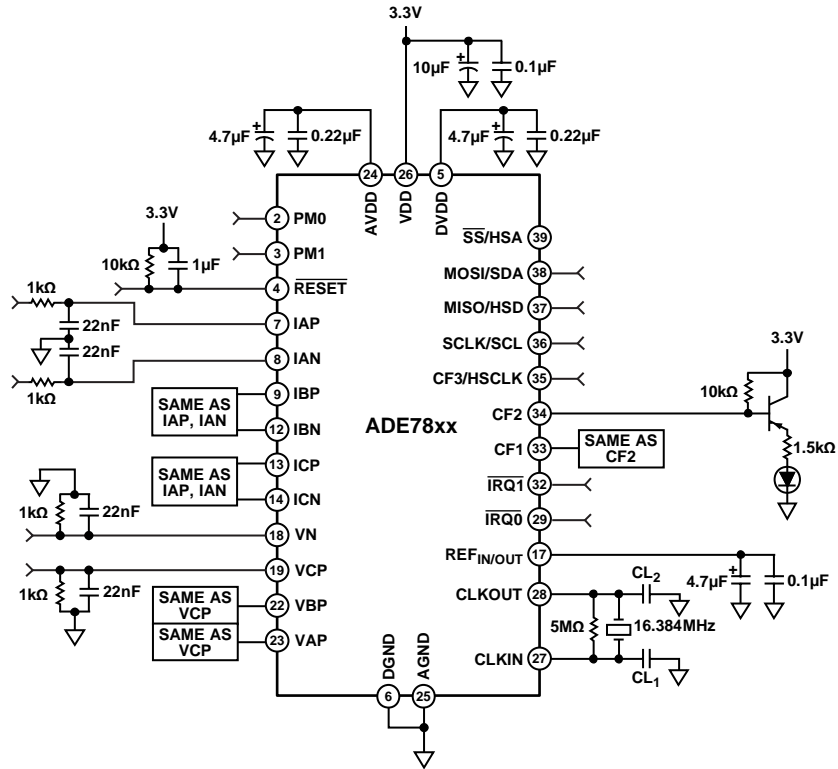 3.3V
10µF
0.1µF
4.7µF
0.22µF
4.7µF
0.22µF
24
26
5
AVDD
VDD
DVDD
3.3V
10kΩ
1µF
2 PM0
3 PM1
4 RESET
1kΩ
22nF
22nF
1kΩ
7 IAP
8 IAN
SAME AS
IAP, IAN
9 IBP
12 IBN
SAME AS
IAP, IAN
13 ICP
14 ICN
1kΩ
22nF
18 VN
19 VCP
1kΩ
22nF
SAME AS
VCP
22 VBP
SAME AS
VCP
23 VAP
ADE78xx
SS/HSA 39
MOSI/SDA 38
MISO/HSD 37
SCLK/SCL 36
CF3/HSCLK 35
CF2 34
CF1 33
SAME AS
CF2
IRQ1 32
IRQ0 29
REFIN/OUT 17
CLKOUT 28
CLKIN 27
3.3V
10kΩ
1.5kΩ
4.7µF
0.1µF
CL2
5MΩ
16.384MHz
CL1
DGND
AGND
6
25